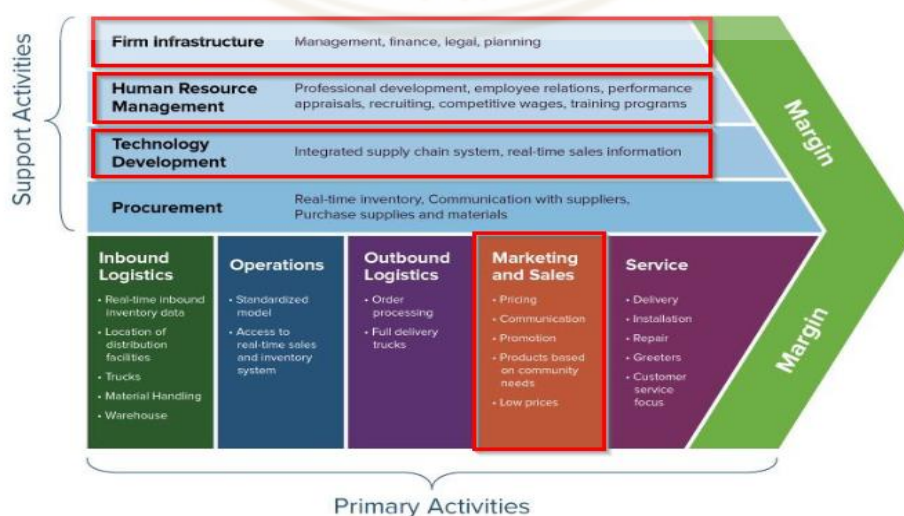 Support Activities
Firm Infrastructure
Management, finance, legal, planning
Human Resource
Management
Professional development, employee relations, performance
appraisals, recruiting, competitive wages, training programs
Technology
Development
Integrated supply chain system, real-time sales information
Procurement
Real-time inventory, Communication with suppliers,
Purchase supplies and materials
Margin
Inbound
Logistics
• Real-time inbound
inventory data
• Location of
distribution
facilities
• Trucks
• Material Handling
• Warehouse
Operations
• Standardized
model
• Access to
real-time sales
and inventory
system
Outbound
Logistics
• Order
processing
• Full delivery
trucks
Marketing
and Sales
• Pricing
• Communication
• Promotion
• Products based
on community
needs
• Low prices
Service
• Delivery
• Installation
• Repair
• Greeters
• Customer
service
focus
Margin
Primary Activities